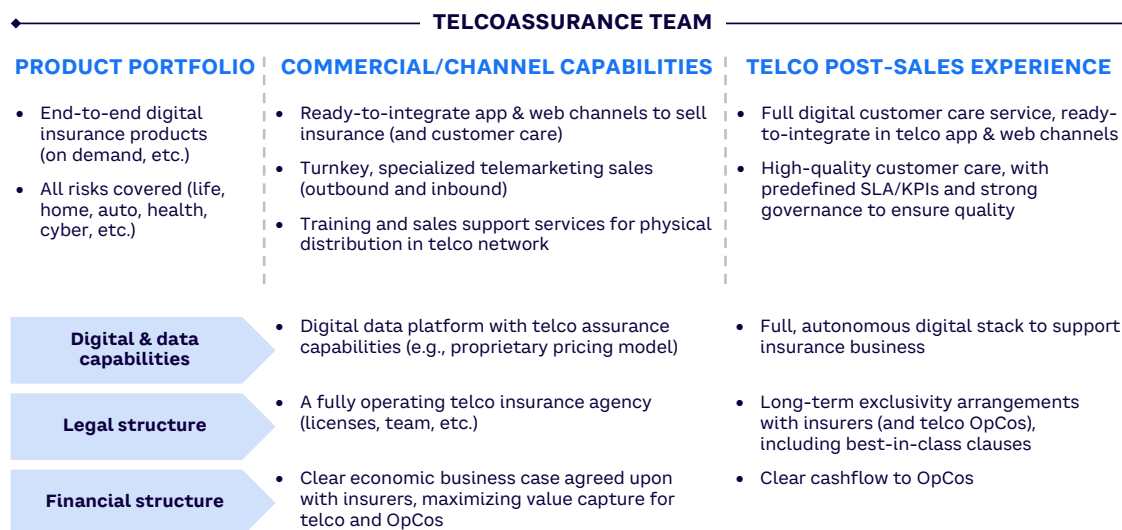 TELCOASSURANCE TEAM
PRODUCT PORTFOLIO
• End-to-end digital
insurance products
(on demand, etc.)
• All risks covered (life,
home, auto, health,
cyber, etc.)
COMMERCIAL/CHANNEL CAPABILITIES
• Ready-to-integrate app & web channels to sell
insurance (and customer care)
• Turnkey, specialized telemarketing sales
(outbound and inbound)
• Training and sales support services for physical
distribution in telco network
TELCO POST-SALES EXPERIENCE
• Full digital customer care service, ready-
to-integrate in telco app & web channels
• High-quality customer care, with
predefined SLA/KPIs and strong
governance to ensure quality
Digital & data
capabilities
• Digital data platform with telco assurance
capabilities (e.g., proprietary pricing model)
• Full, autonomous digital stack to support
insurance business
Legal structure
• A fully operating telco insurance agency
(licenses, team, etc.)
• Long-term exclusivity arrangements
with insurers (and telco OpCos),
including best-in-class clauses
Financial structure
• Clear economic business case agreed upon
with insurers, maximizing value capture for
telco and OpCos
• Clear cashflow to OpCos